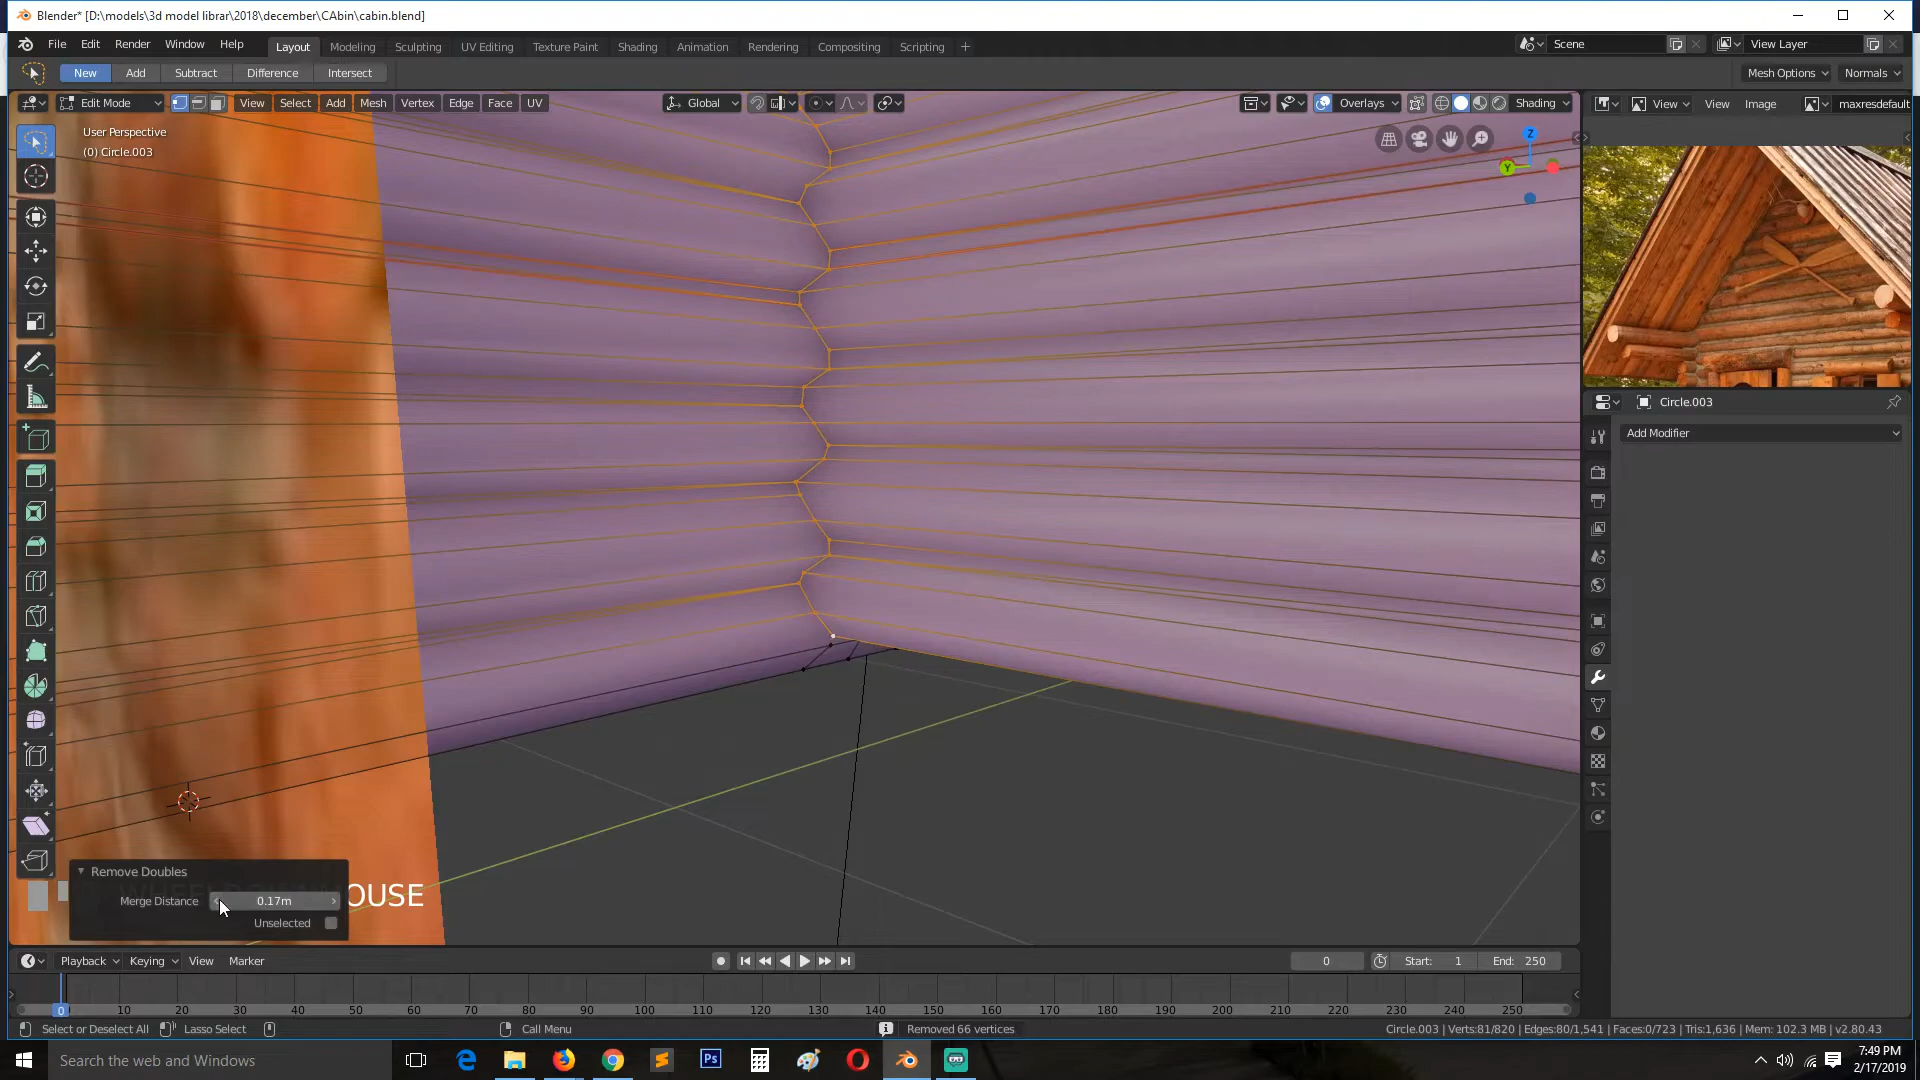 Blender* [D:\models\3d model librar\2018\december\CAbin\cabin.blend]
File Edit Render Window Help Layout Modeling Sculpting UV Editing Texture Paint Shading Animation Rendering Compositing Scripting + Scene View Layer
New Add Subtract Difference Intersect Mesh Options Normals
Edit Mode View Select Add Mesh Vertex Edge Face UV Global Overlays Shading View View Image maxresdefault
User Perspective
(0) Circle.003
Z
Y
Circle.003
Add Modifier
Remove Doubles
OUSE
Merge Distance 0.17m
Unselected
Playback Keying View Marker 0 Start: 1 End: 250
0 10 20 30 40 50 60 70 80 90 100 110 120 130 140 150 160 170 180 190 200 210 220 230 240 250
Select or Deselect All Lasso Select Call Menu Removed 66 vertices Circle.003 | Verts:81/820 | Edges:80/1,541 | Faces:0/723 | Tris:1,636 | Mem: 102.3 MB | v2.80.43
Search the web and Windows
Ps
7:49 PM
2/17/2019